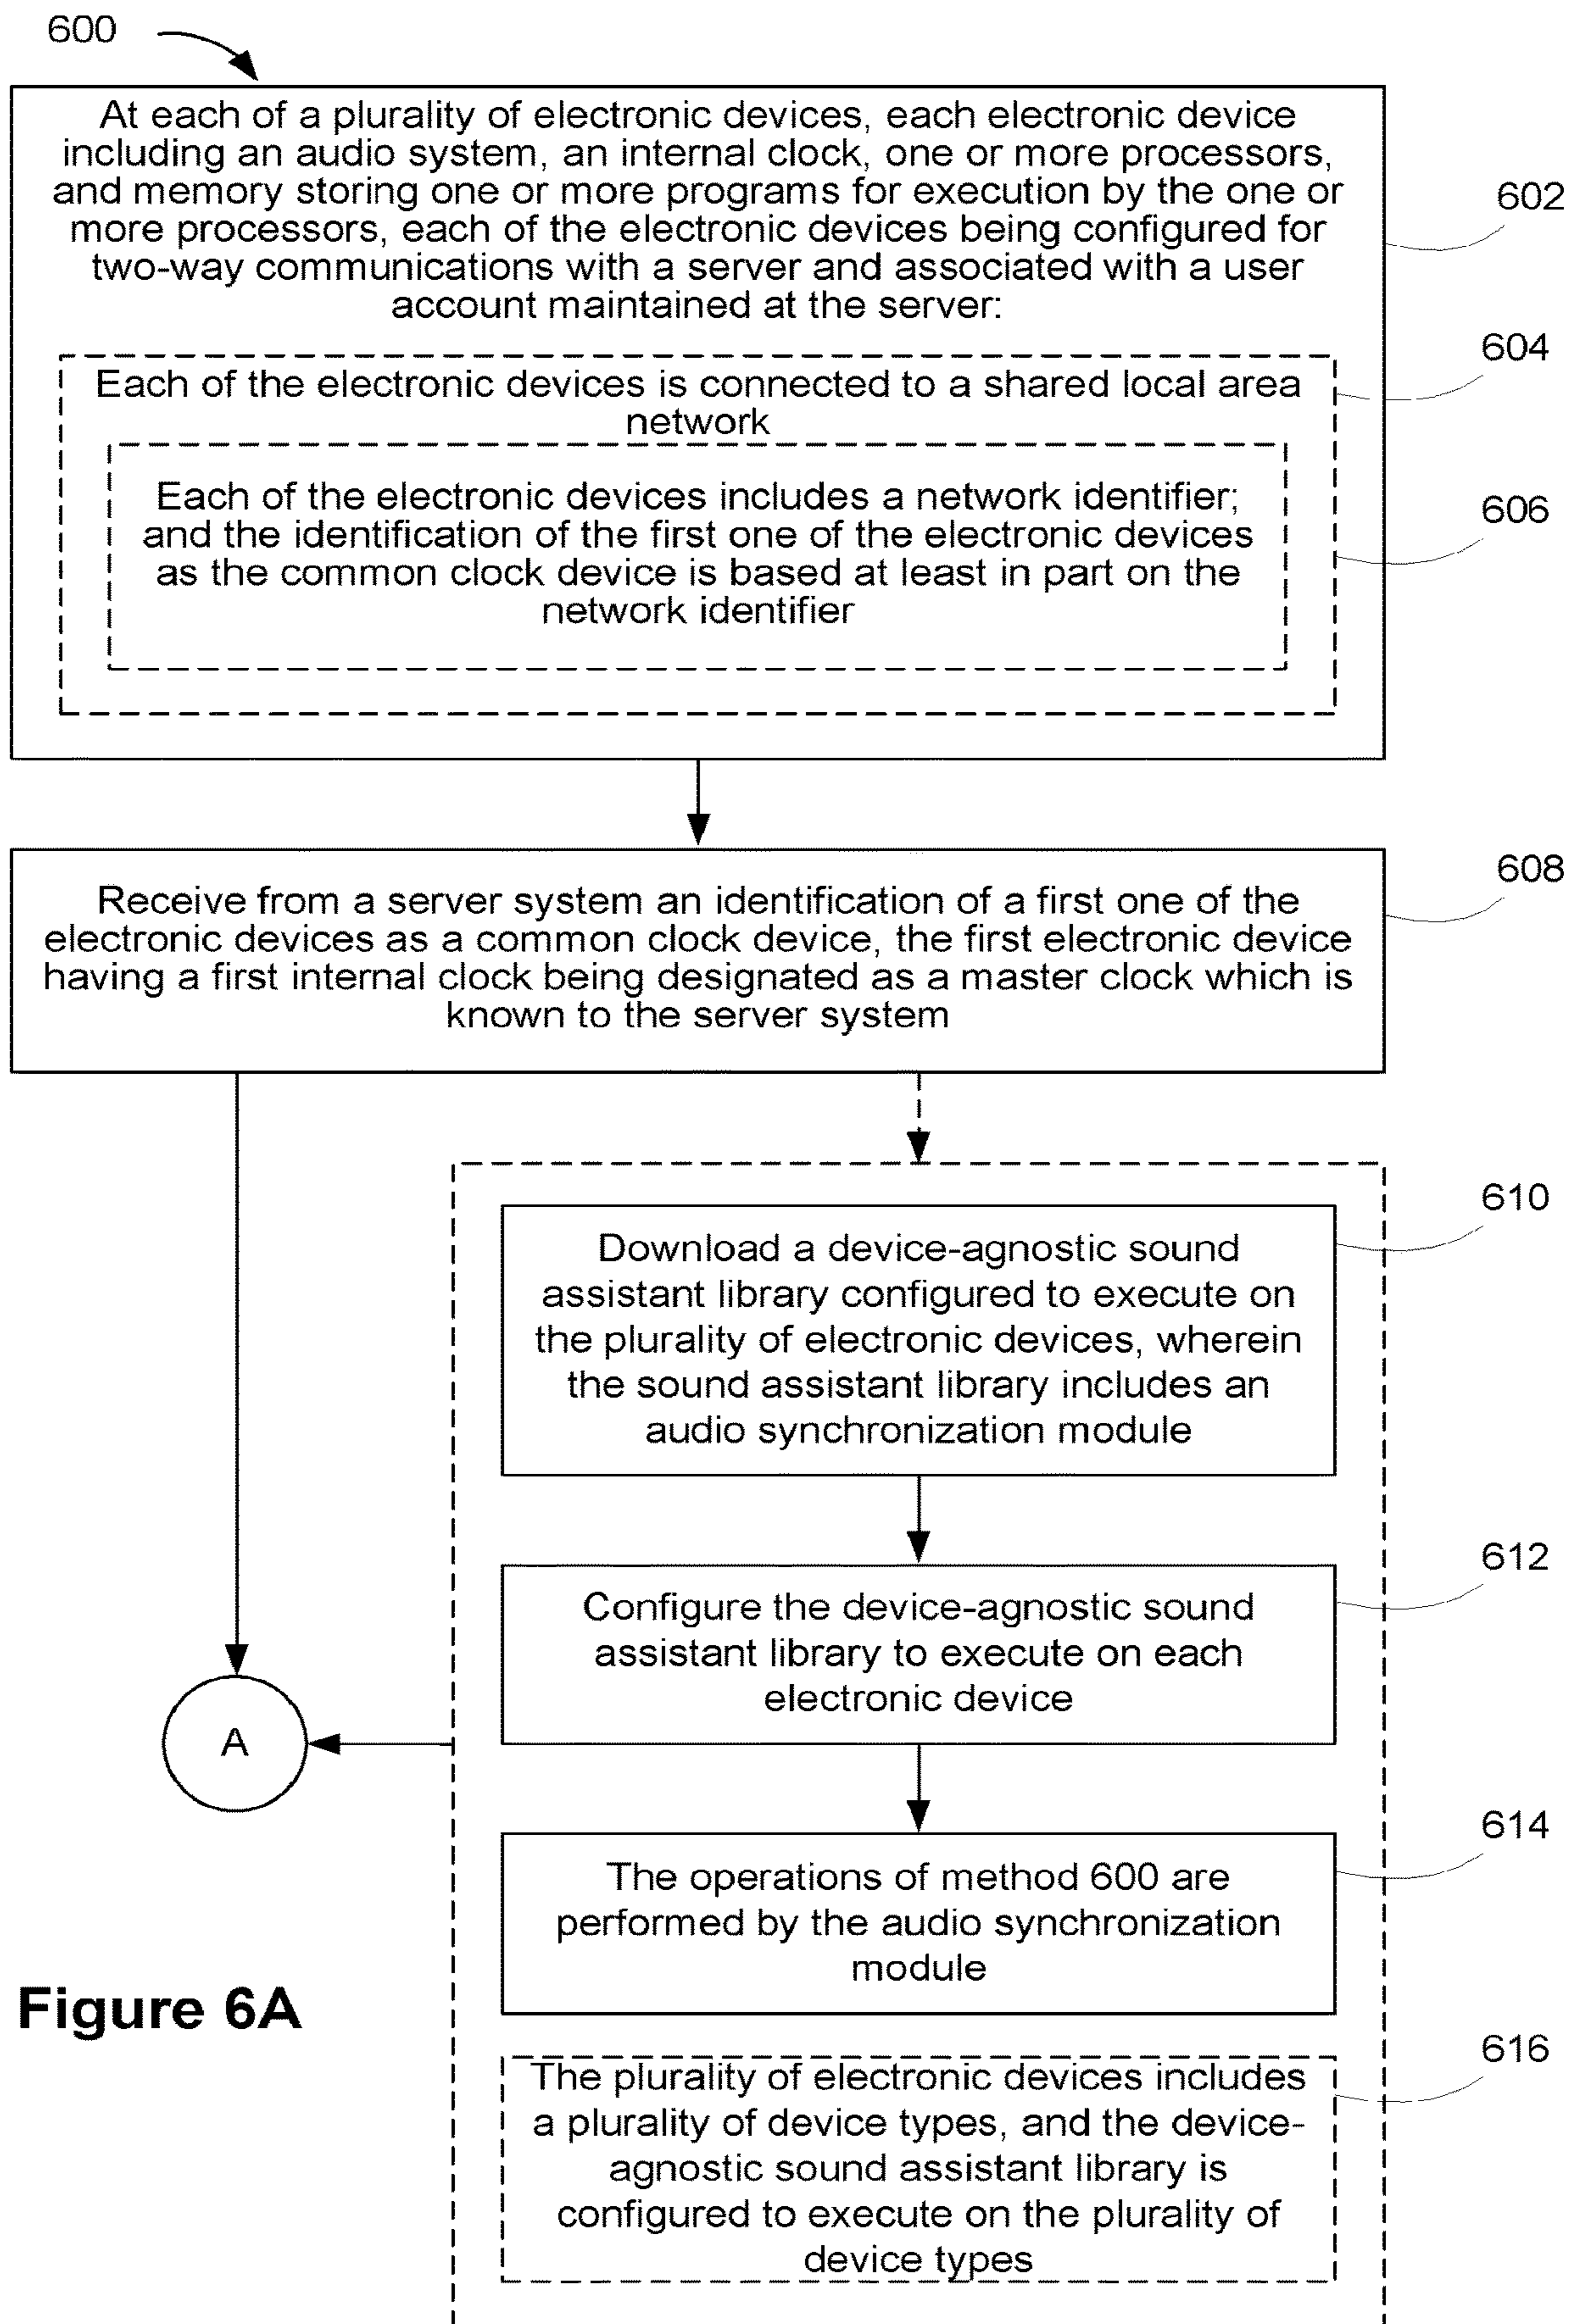 600
At each of a plurality of electronic devices, each electronic device
including an audio system, an internal clock, one or more processors,
and memory storing one or more programs for execution by the one or
more processors, each of the electronic devices being configured for
two-way communications with a server and associated with a user
account maintained at the server:
602
604
Each of the electronic devices is connected to a shared local area
network
Each of the electronic devices includes a network identifier;
and the identification of the first one of the electronic devices
as the common clock device is based at least in part on the
network identifier
606
608
Receive from a server system an identification of a first one of the
electronic devices as a common clock device, the first electronic device
having a first internal clock being designated as a master clock which is
known to the server system
610
Download a device-agnostic sound
assistant library configured to execute on
the plurality of electronic devices, wherein
the sound assistant library includes an
audio synchronization module
612
Configure the device-agnostic sound
assistant library to execute on each
electronic device
A
614
The operations of method 600 are
performed by the audio synchronization
module
Figure 6A
616
The plurality of electronic devices includes
a plurality of device types, and the device-
agnostic sound assistant library is
configured to execute on the plurality of
device types